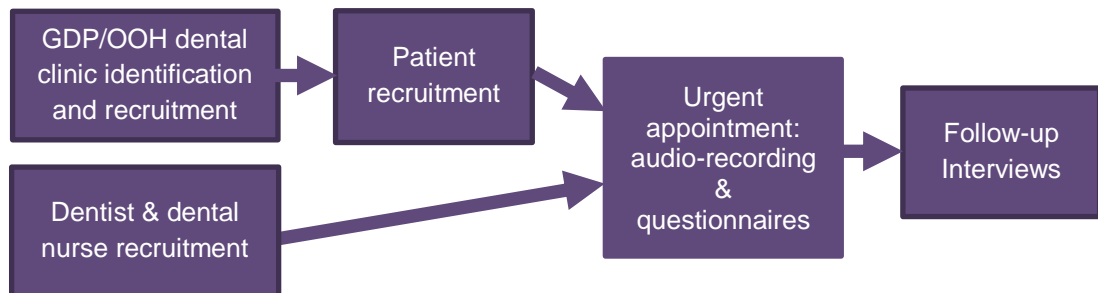 GDP/OOH dental
clinic identification
and recruitment
Patient
recruitment
Urgent
appointment:
audio-recording
&
questionnaires
Follow-up
Interviews
Dentist & dental
nurse recruitment